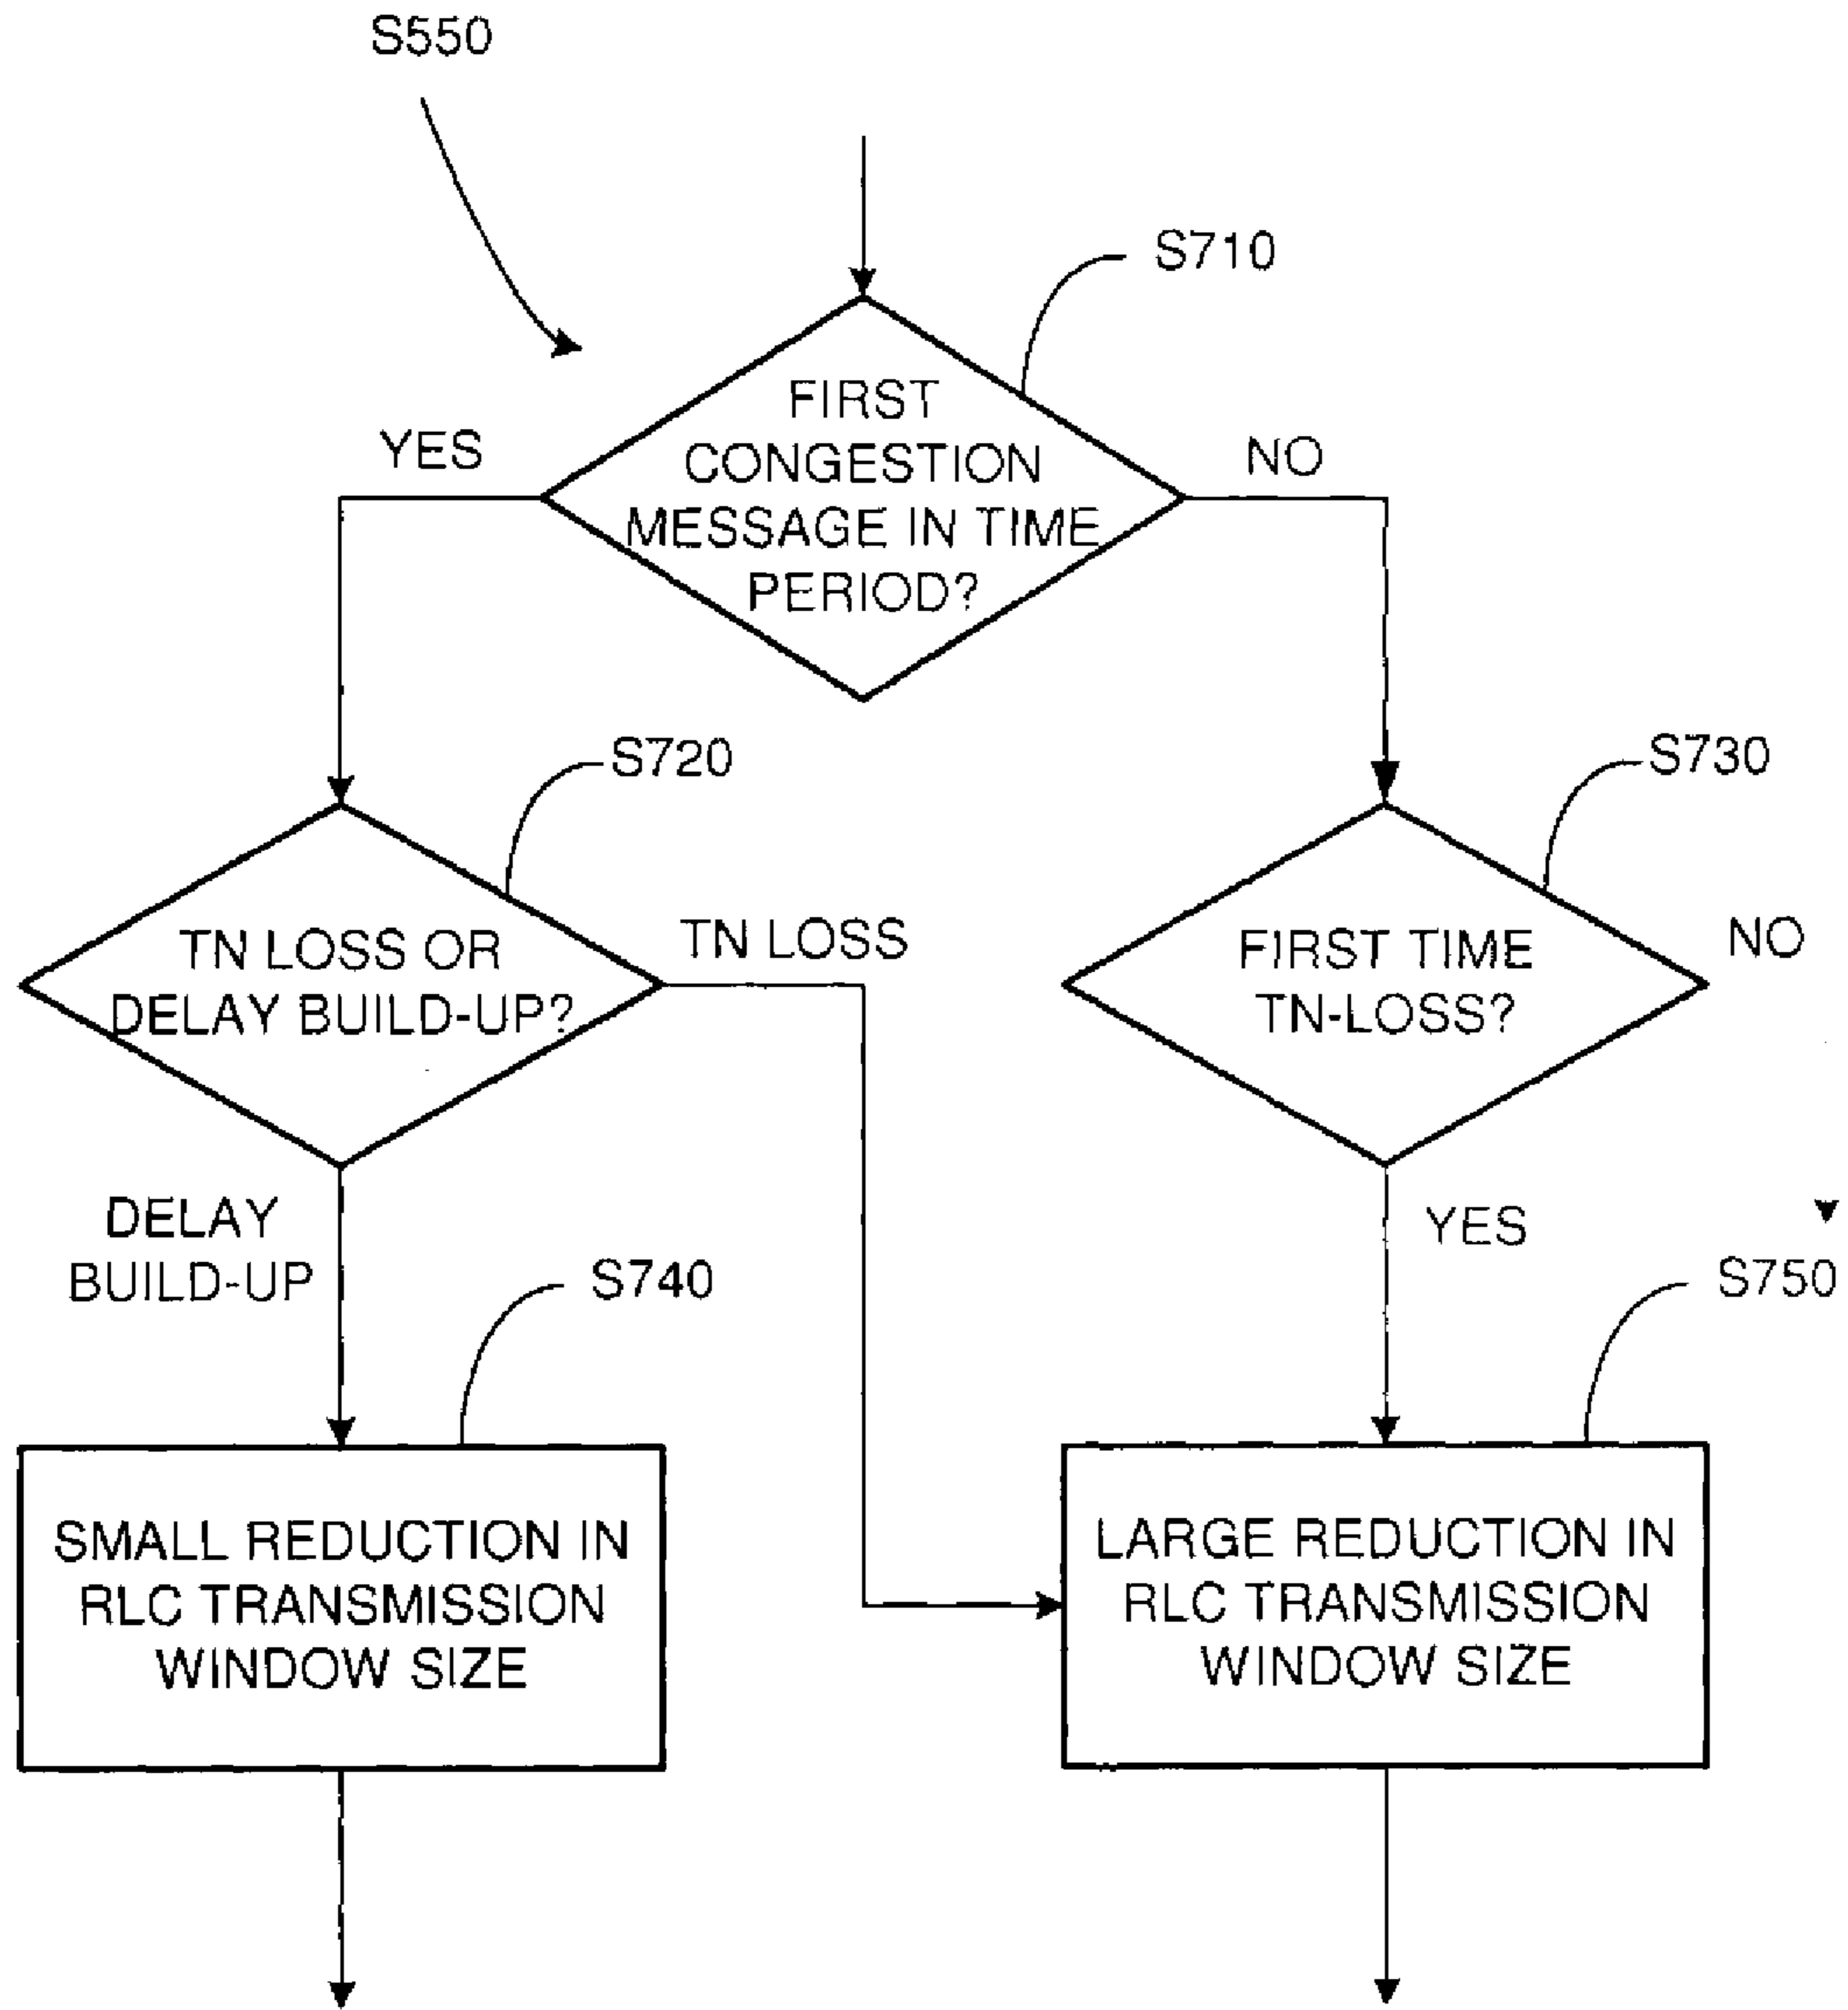 S550
S710
FIRST
CONGESTION
MESSAGE IN TIME
PERIOD?
YES
NO
S720
S730
TN LOSS OR
DELAY BUILD-UP?
TN LOSS
FIRST TIME
TN-LOSS?
NO
DELAY
BUILD-UP
YES
S740
S750
SMALL REDUCTION IN
RLC TRANSMISSION
WINDOW SIZE
LARGE REDUCTION IN
RLC TRANSMISSION
WINDOW SIZE